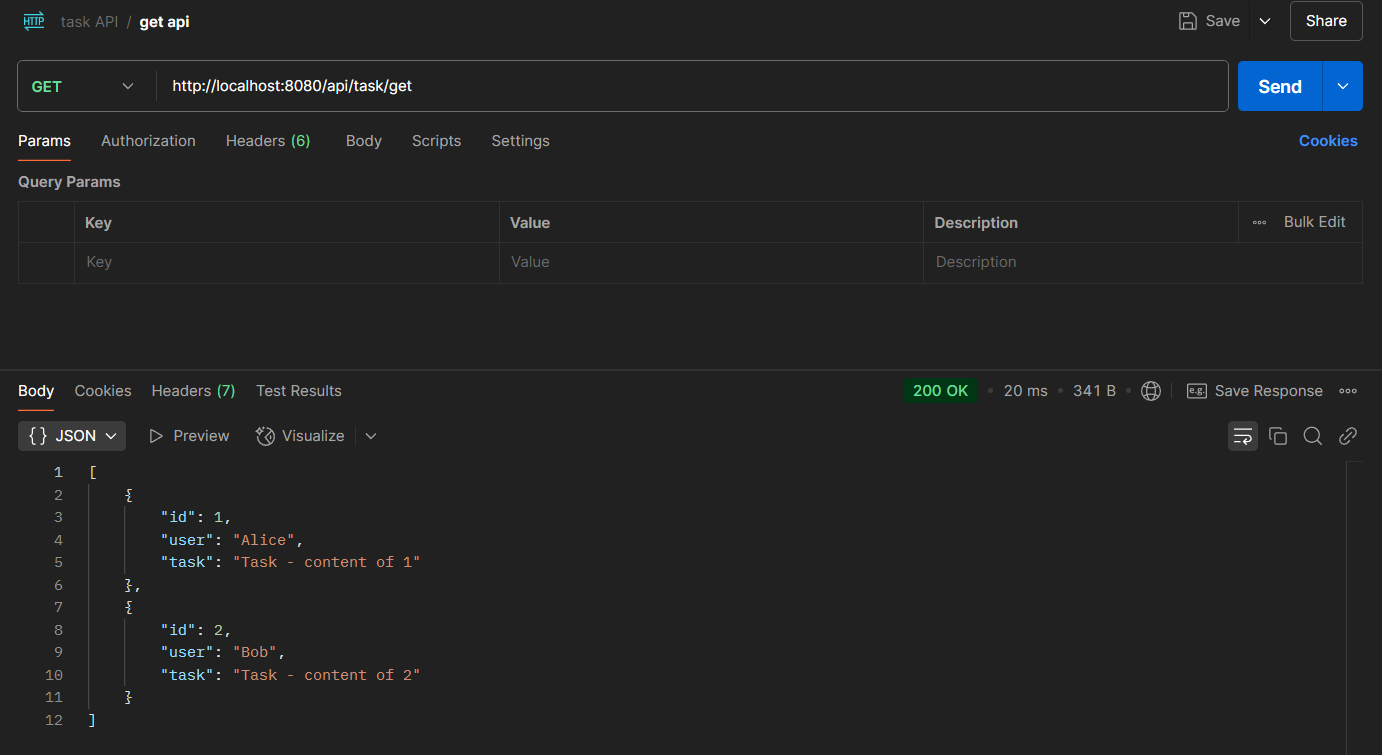 HTTP task API / get api Save Share
GET http://localhost:8080/api/task/get Send
Params Authorization Headers (6) Body Scripts Settings Cookies
Query Params
Key Value Description Bulk Edit
Key Value Description
Body Cookies Headers (7) Test Results 200 OK 20 ms 341 B e.g. Save Response
{} JSON Preview Visualize
1 [
2 {
3 "id": 1,
4 "user": "Alice",
5 "task": "Task - content of 1"
6 },
7 {
8 "id": 2,
9 "user": "Bob",
10 "task": "Task - content of 2"
11 }
12 ]